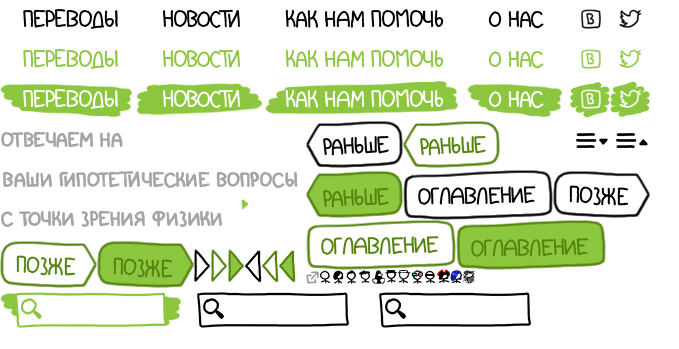 ПЕРЕВОДЫ НОВОСТИ КАК НАМ ПОМОЧЬ О НАС B
ПЕРЕВОДЫ НОВОСТИ КАК НАМ ПОМОЧЬ О НАС B
ПЕРЕВОДЫ НОВОСТИ КАК НАМ ПОМОЧЬ О НАС B
ОТВЕЧАЕМ НА
РАНЬШЕ РАНЬШЕ
ВАШИ ГИПОТЕТИЧЕСКИЕ ВОПРОСЫ
РАНЬШЕ ОГЛАВЛЕНИЕ ПОЗЖЕ
С ТОЧКИ ЗРЕНИЯ ФИЗИКИ
ОГЛАВЛЕНИЕ ОГЛАВЛЕНИЕ
ПОЗЖЕ ПОЗЖЕ